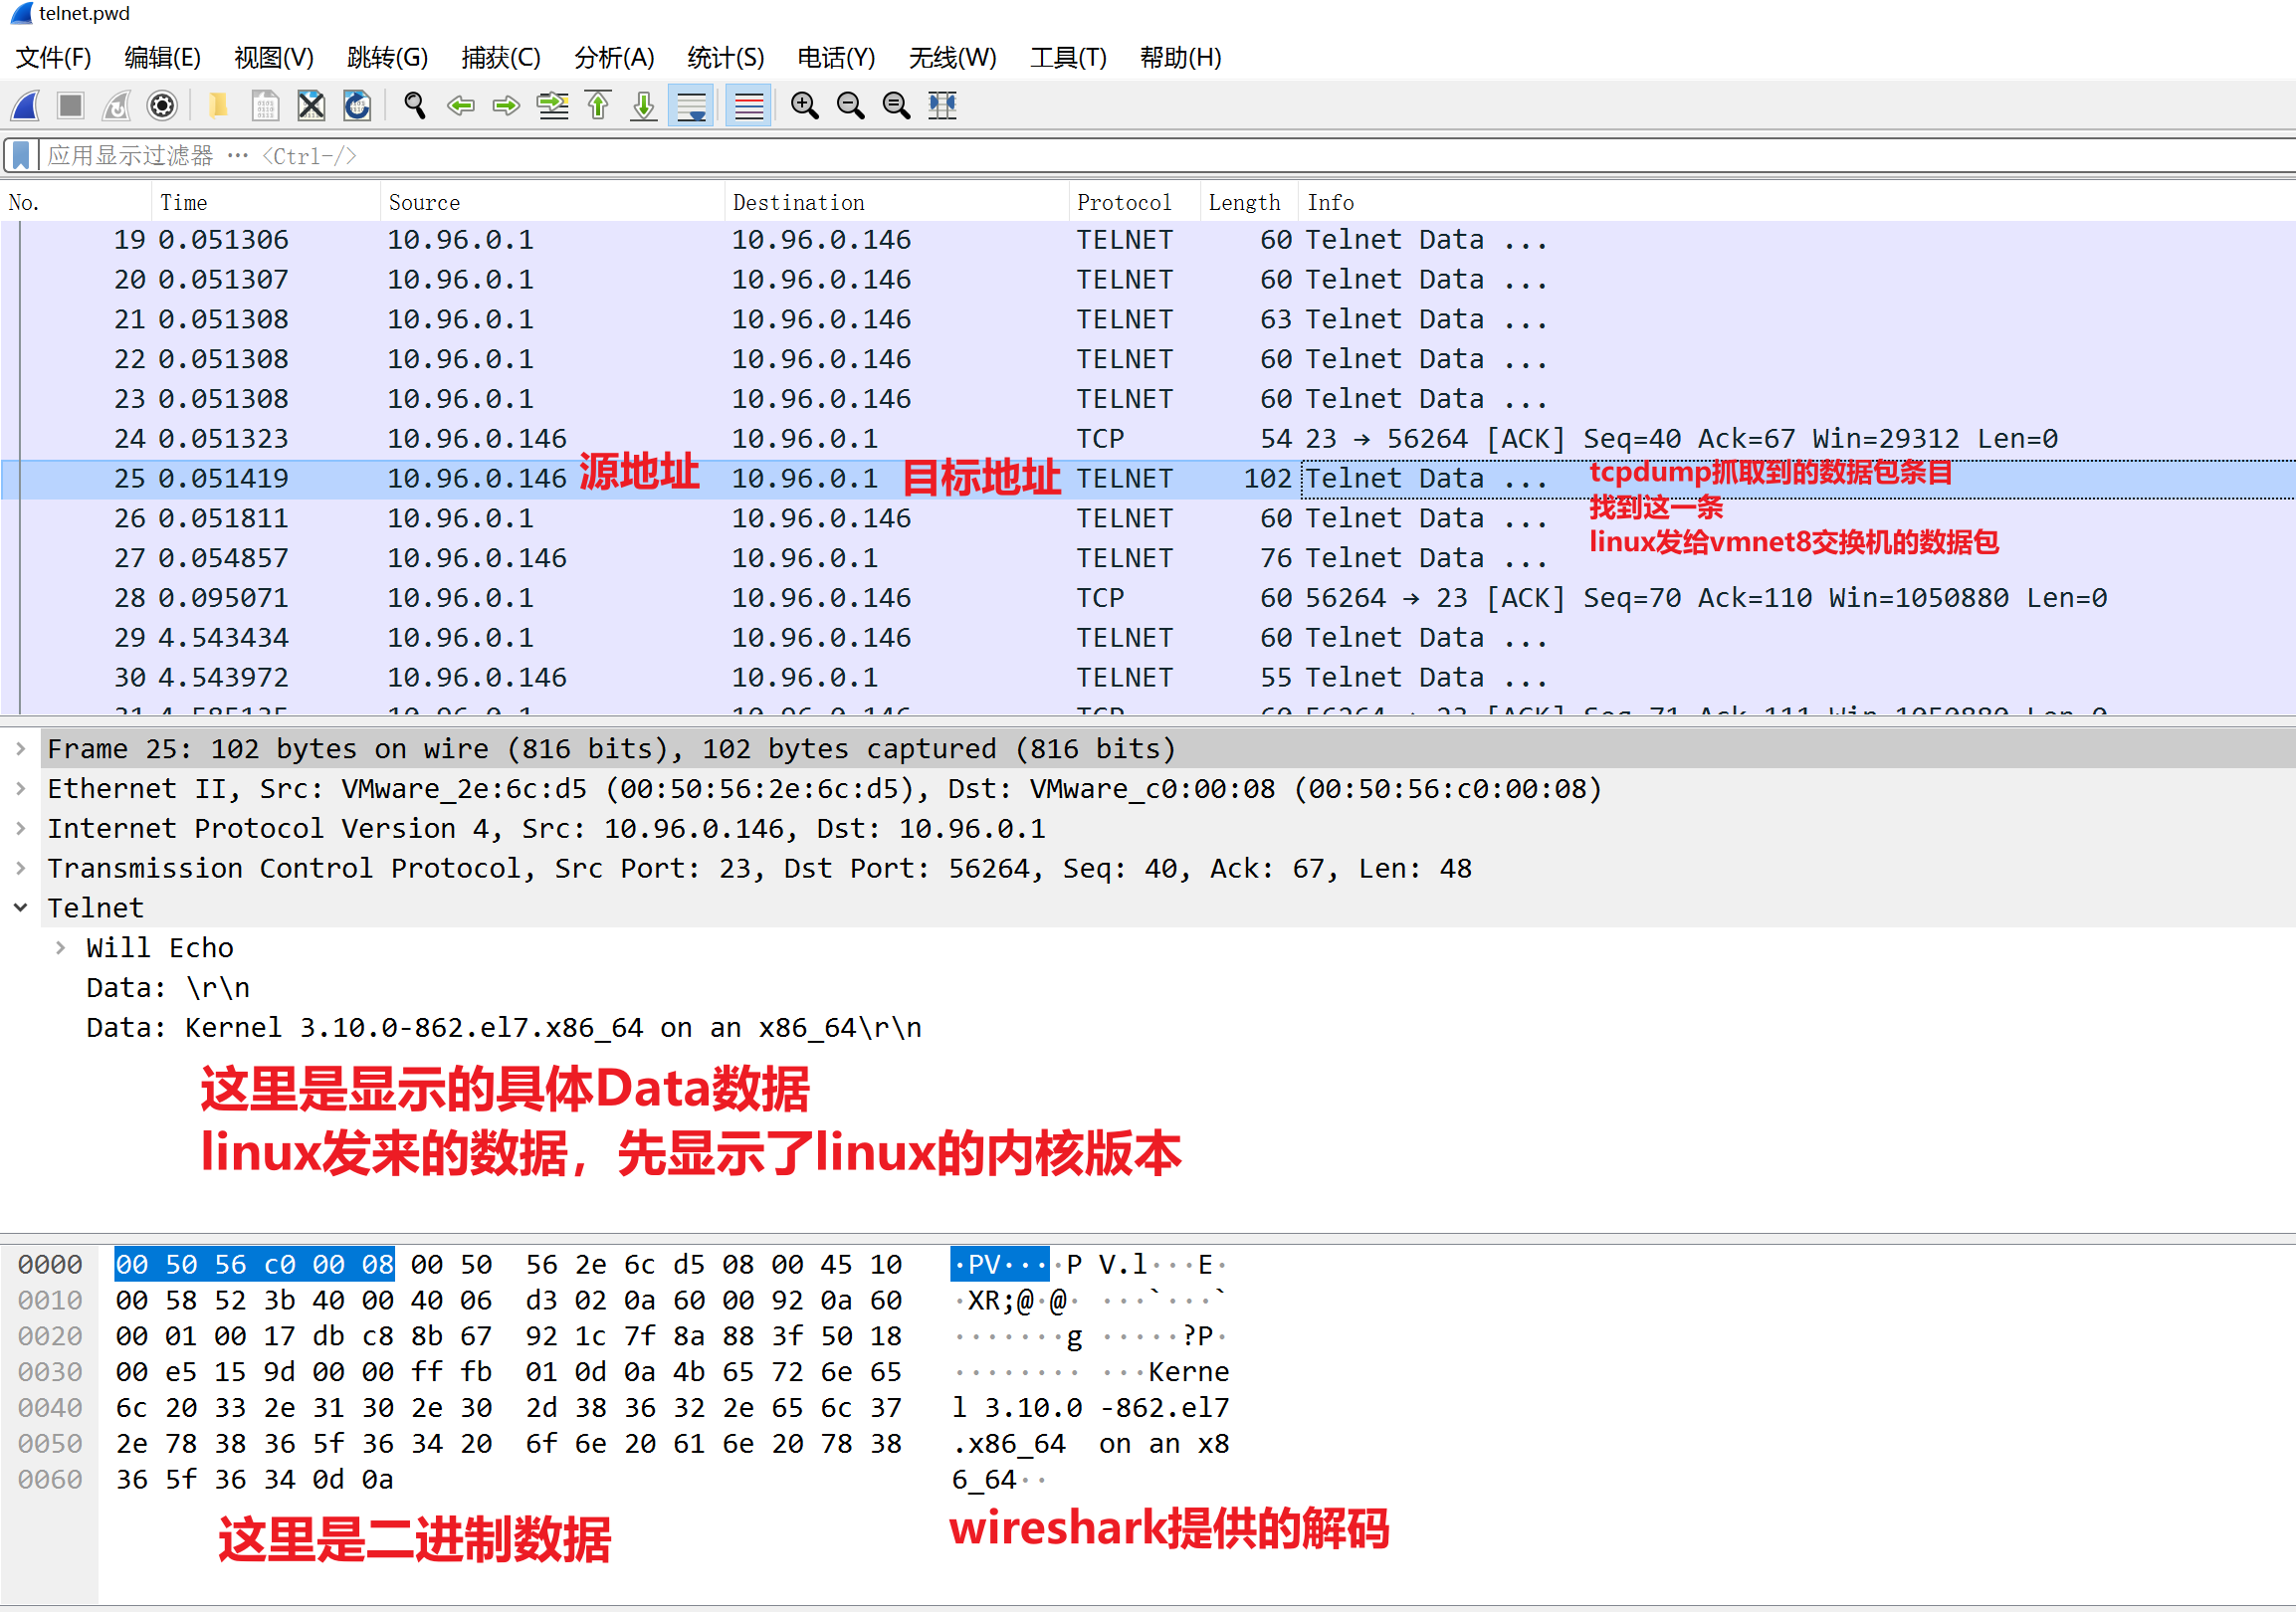 telnet.pwd
文件(F) 编辑(E) 视图(V) 跳转(G) 捕获(C) 分析(A) 统计(S) 电话(Y) 无线(W) 工具(T) 帮助(H)
应用显示过滤器 … <Ctrl-/>
No. Time Source Destination Protocol Length Info
19 0.051306 10.96.0.1 10.96.0.146 TELNET 60 Telnet Data ...
20 0.051307 10.96.0.1 10.96.0.146 TELNET 60 Telnet Data ...
21 0.051308 10.96.0.1 10.96.0.146 TELNET 63 Telnet Data ...
22 0.051308 10.96.0.1 10.96.0.146 TELNET 60 Telnet Data ...
23 0.051308 10.96.0.1 10.96.0.146 TELNET 60 Telnet Data ...
24 0.051323 10.96.0.146 10.96.0.1 TCP 54 23 → 56264 [ACK] Seq=40 Ack=67 Win=29312 Len=0
25 0.051419 10.96.0.146 源地址 10.96.0.1 目标地址 TELNET 102 Telnet Data ... tcpdump抓取到的数据包条目
找到这一条
26 0.051811 10.96.0.1 10.96.0.146 TELNET 60 Telnet Data ...
linux发给vmnet8交换机的数据包
27 0.054857 10.96.0.146 10.96.0.1 TELNET 76 Telnet Data ...
28 0.095071 10.96.0.1 10.96.0.146 TCP 60 56264 → 23 [ACK] Seq=70 Ack=110 Win=1050880 Len=0
29 4.543434 10.96.0.1 10.96.0.146 TELNET 60 Telnet Data ...
30 4.543972 10.96.0.146 10.96.0.1 TELNET 55 Telnet Data ...
31 4.585135 10.96.0.1 10.96.0.146 TCP 60 56264 → 23 [ACK] Seq=71 Ack=111 Win=1050880 Len=0
Frame 25: 102 bytes on wire (816 bits), 102 bytes captured (816 bits)
Ethernet II, Src: VMware_2e:6c:d5 (00:50:56:2e:6c:d5), Dst: VMware_c0:00:08 (00:50:56:c0:00:08)
Internet Protocol Version 4, Src: 10.96.0.146, Dst: 10.96.0.1
Transmission Control Protocol, Src Port: 23, Dst Port: 56264, Seq: 40, Ack: 67, Len: 48
Telnet
Will Echo
Data: \r\n
Data: Kernel 3.10.0-862.el7.x86_64 on an x86_64\r\n
这里是显示的具体Data数据
linux发来的数据，先显示了linux的内核版本
0000 00 50 56 c0 00 08 00 50 56 2e 6c d5 08 00 45 10 ·PV····P V.l···E·
0010 00 58 52 3b 40 00 40 06 d3 02 0a 60 00 92 0a 60 ·XR;@·@· ···`···`
0020 00 01 00 17 db c8 8b 67 92 1c 7f 8a 88 3f 50 18 ·······g ·····?P·
0030 00 e5 15 9d 00 00 ff fb 01 0d 0a 4b 65 72 6e 65 ········ ···Kerne
0040 6c 20 33 2e 31 30 2e 30 2d 38 36 32 2e 65 6c 37 l 3.10.0 -862.el7
0050 2e 78 38 36 5f 36 34 20 6f 6e 20 61 6e 20 78 38 .x86_64 on an x8
0060 36 5f 36 34 0d 0a 6_64··
这里是二进制数据 wireshark提供的解码